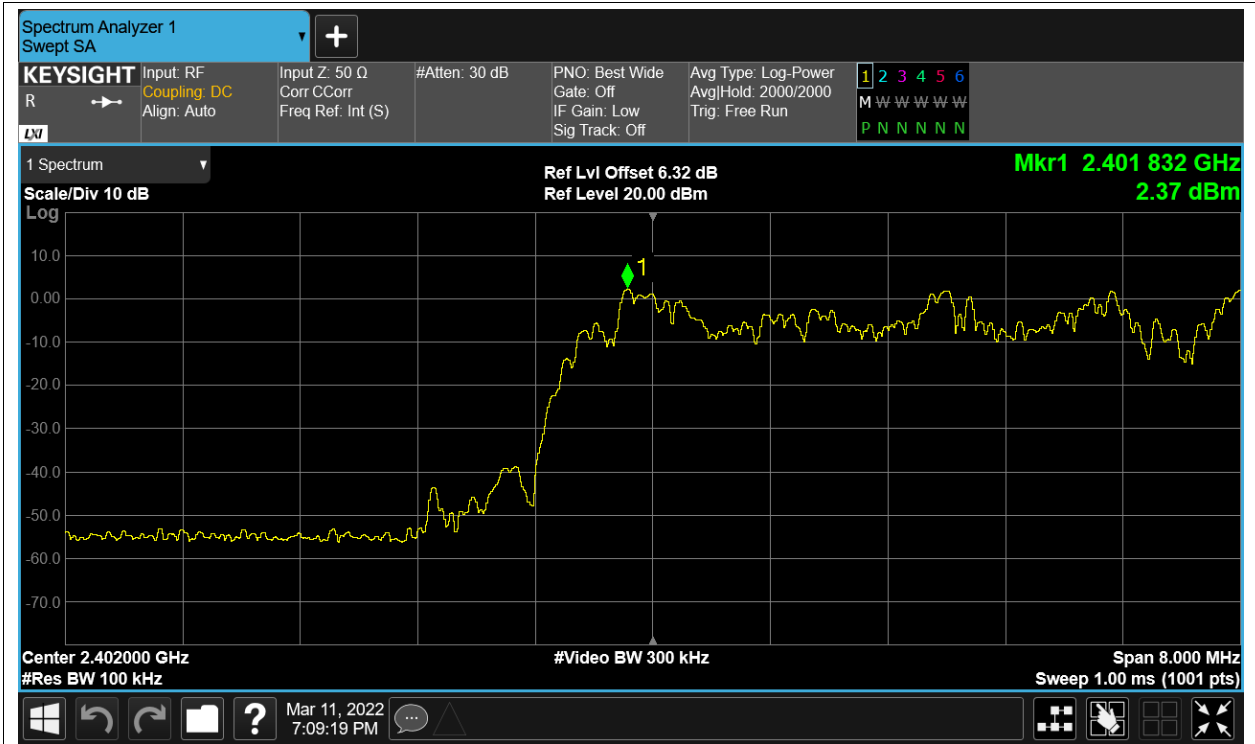 Spectrum Analyzer 1
Swept SA
KEYSIGHT
R
LXI
Input: RF
Coupling: DC
Align: Auto
Input Z: 50 Ω
Corr CCorr
Freq Ref: Int (S)
#Atten: 30 dB
PNO: Best Wide
Gate: Off
IF Gain: Low
Sig Track: Off
Avg Type: Log-Power
Avg|Hold: 2000/2000
Trig: Free Run
1 2 3 4 5 6
M W W W W W
P N N N N N
1 Spectrum
Scale/Div 10 dB
Log
Ref Lvl Offset 6.32 dB
Ref Level 20.00 dBm
Mkr1 2.401 832 GHz
2.37 dBm
10.0
0.00
-10.0
-20.0
-30.0
-40.0
-50.0
-60.0
-70.0
1
Center 2.402000 GHz
#Res BW 100 kHz
#Video BW 300 kHz
Span 8.000 MHz
Sweep 1.00 ms (1001 pts)
?
Mar 11, 2022
7:09:19 PM